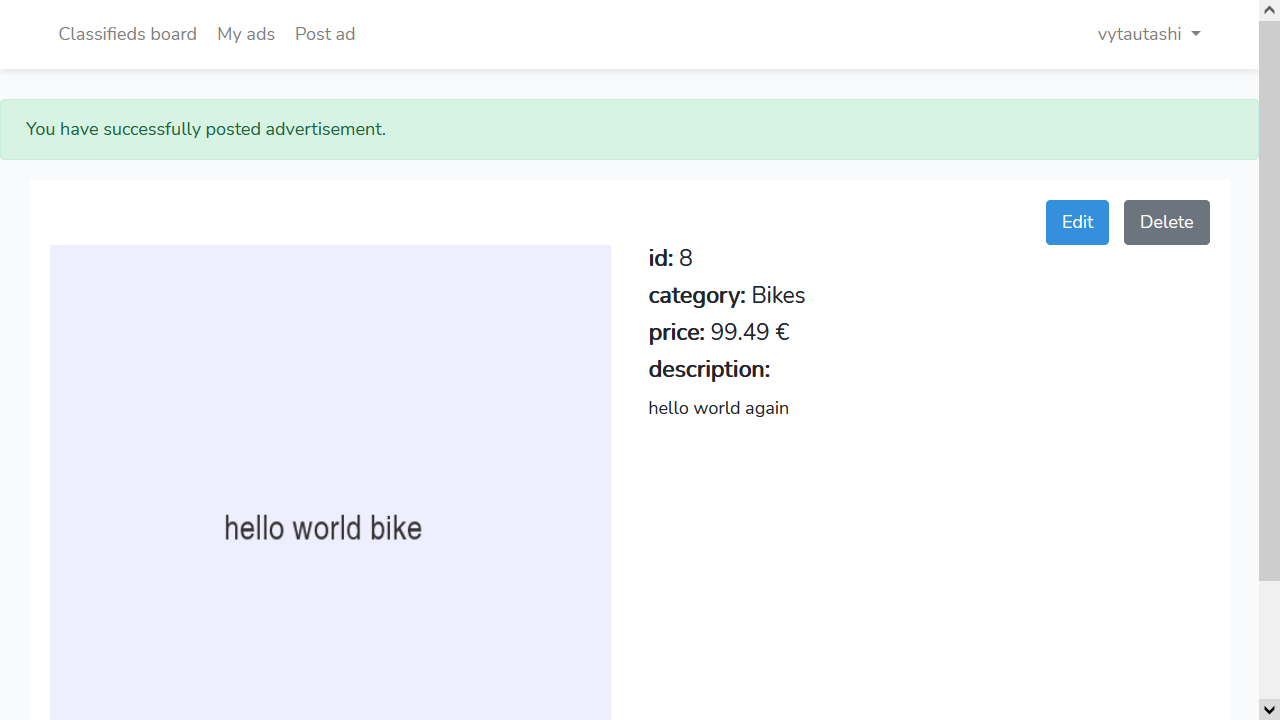 Classifieds board My ads Post ad vytautashi
You have successfully posted advertisement.
Edit Delete
id: 8
category: Bikes
price: 99.49 €
description:
hello world again
hello world bike